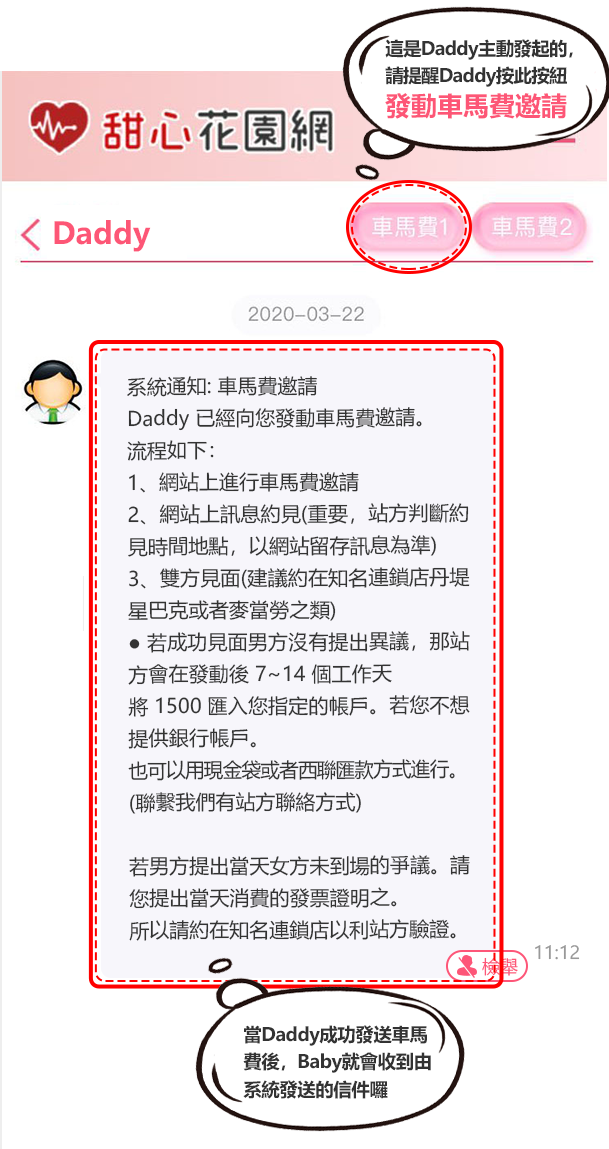 這是Daddy主動發起的,
請提醒Daddy按此按紐
發動車馬費邀請
甜心花園網
Daddy
車馬費1
車馬費2
2020-03-22
系統通知: 車馬費邀請
Daddy 已經向您發動車馬費邀請。
流程如下:
1、網站上進行車馬費邀請
2、網站上訊息約見(重要，站方判斷約
見時間地點，以網站留存訊息為準)
3、雙方見面(建議約在知名連鎖店丹堤
星巴克或者麥當勞之類)
● 若成功見面男方沒有提出異議，那站
方會在發動後 7~14 個工作天
將 1500 匯入您指定的帳戶。若您不想
提供銀行帳戶。
也可以用現金袋或者西聯匯款方式進行。
(聯繫我們有站方聯絡方式)
若男方提出當天女方未到場的爭議。請
您提出當天消費的發票證明之。
所以請約在知名連鎖店以利站方驗證。
檢舉
11:12
當Daddy成功發送車馬
費後，Baby就會收到由
系統發送的信件囉